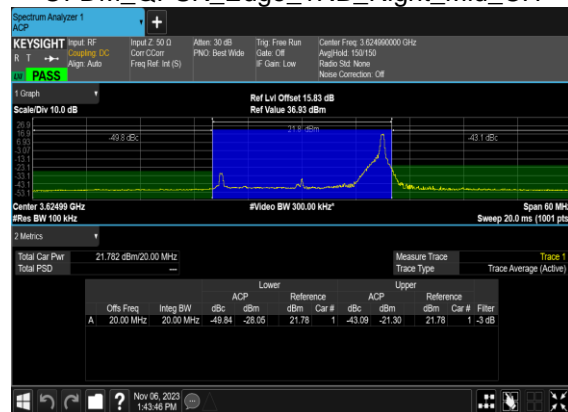 Spectrum Analyzer 1
ACP
+
KEYSIGHT Input: RF Input Z: 50 Ω Atten: 30 dB Trig: Free Run Center Freq: 3.624990000 GHz
R T Coupling: DC Corr CCorr PNO: Best Wide Gate: Off Avg|Hold: 150/150
Align: Auto Freq Ref: Int (S) IF Gain: Low Radio Std: None
LU PASS Noise Correction: Off
1 Graph
Ref Lvl Offset 15.83 dB
Scale/Div 10.0 dB Ref Value 36.93 dBm
26.9
16.9
6.93
-3.07
-13.1
-23.1
-33.1
-43.1
-53.1
-49.8 dBc 21.8 dBm -43.1 dBc
Center 3.62499 GHz #Video BW 300.00 kHz* Span 60 MHz
#Res BW 100 kHz Sweep 20.0 ms (1001 pts
2 Metrics
Total Car Pwr 21.782 dBm/20.00 MHz Measure Trace Trace 1
Total PSD --- Trace Type Trace Average (Active)
Lower Upper
ACP Reference ACP Reference
Offs Freq Integ BW dBc dBm dBm Car # dBc dBm dBm Car # Filter
A 20.00 MHz 20.00 MHz -49.84 -28.05 21.78 1 -43.09 -21.30 21.78 1 -3 dB
? Nov 06, 2023
1:43:46 PM